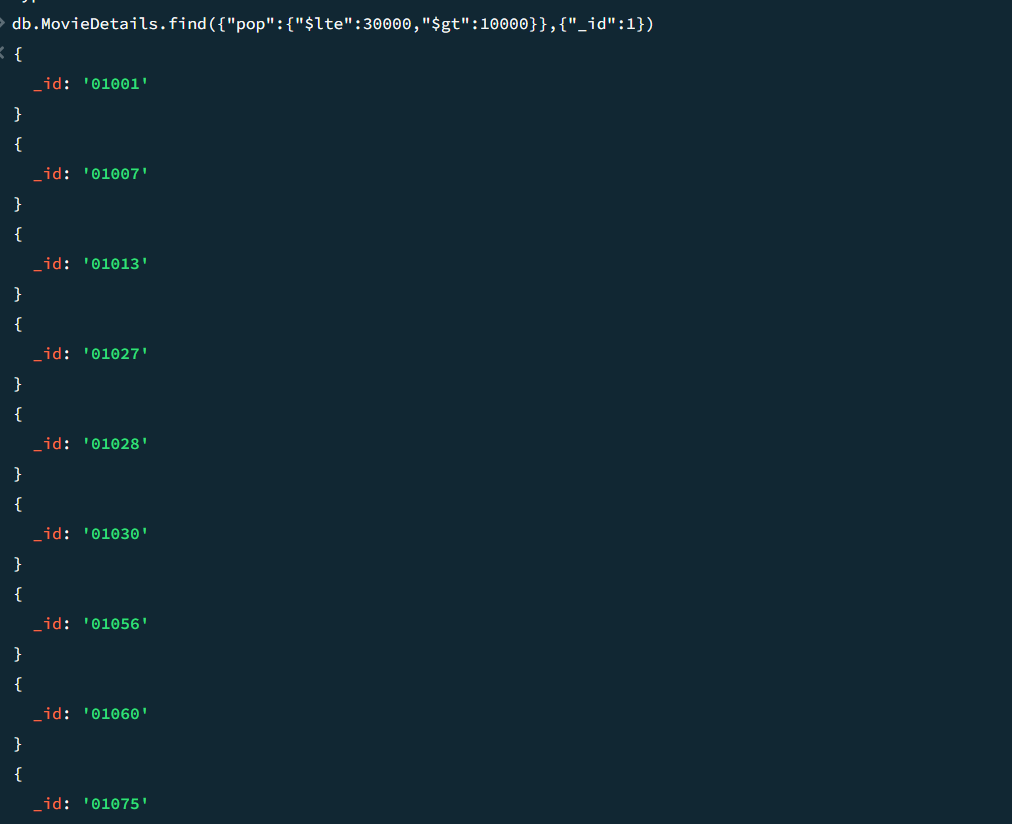 db.MovieDetails.find({"pop":{"$lte":30000,"$gt":10000}},{"_id":1})
{
_id: '01001'
}
{
_id: '01007'
}
{
_id: '01013'
}
{
_id: '01027'
}
{
_id: '01028'
}
{
_id: '01030'
}
{
_id: '01056'
}
{
_id: '01060'
}
{
_id: '01075'